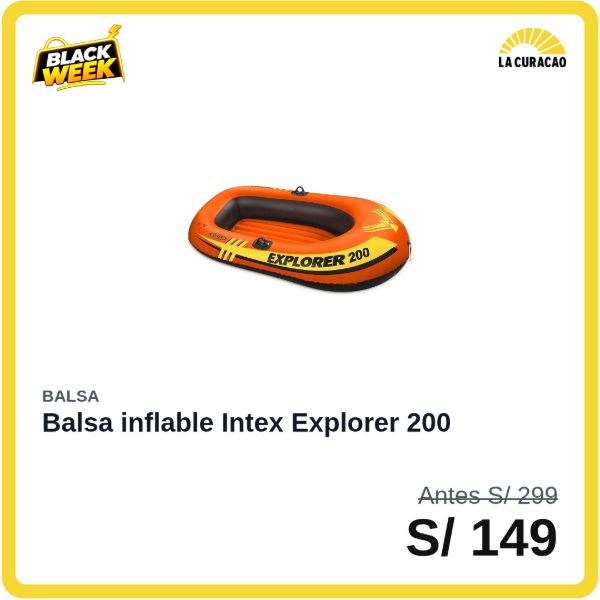 BLACK
WEEK
LA CURACAO
EXPLORER 200
BALSA
Balsa inflable Intex Explorer 200
Antes S/ 299
S/ 149